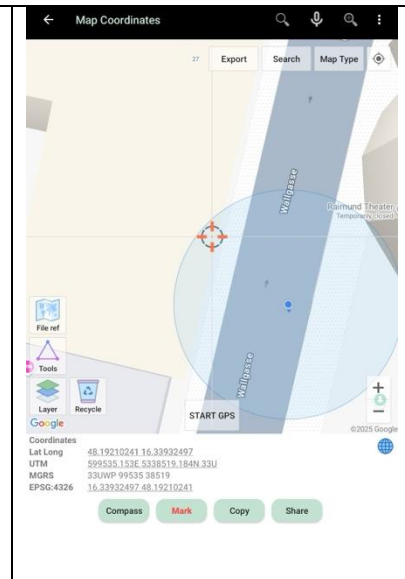 Map Coordinates
27
Export
Search
Map Type
Wallgasse
Raimund Theater
Temporarily closed
File ref
Tools
Wallgasse
Layer
Recycle
START GPS
+
−
Google
©2025 Google
Coordinates
Lat Long 48.19210241 16.33932497
UTM 599535.153E 5338519.184N 33U
MGRS 33UWP 99535 38519
EPSG:4326 16.33932497 48.19210241
Compass
Mark
Copy
Share